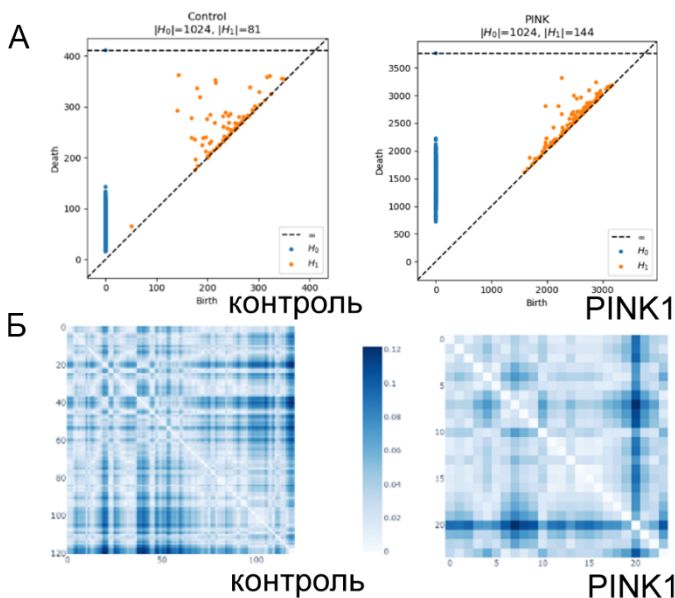 А
Control
|H₀|=1024, |H₁|=81
400
300
200
100
0
Death
0
100
200
300
400
Birth
∞
H₀
H₁
контроль
PINK
|H₀|=1024, |H₁|=144
3500
3000
2500
2000
1500
1000
500
0
Death
0
1000
2000
3000
Birth
∞
H₀
H₁
PINK1
Б
0
20
40
60
80
100
120
0
50
100
контроль
0.12
0.1
0.08
0.06
0.04
0.02
0
0
5
10
15
20
0
5
10
15
20
PINK1